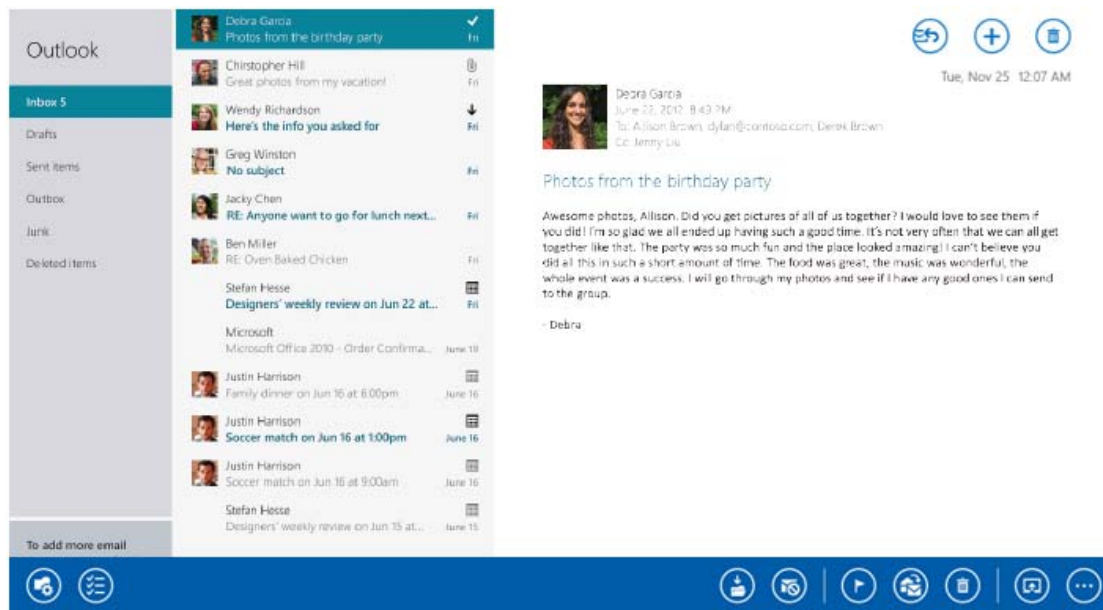 Outlook
Inbox 5
Drafts
Sent items
Outbox
Junk
Deleted items
To add more email
Debra Garcia
Photos from the birthday party
Fri
Chirstopher Hill
Great photos from my vacation!
Fri
Wendy Richardson
Here's the info you asked for
Fri
Greg Winston
No subject
Fri
Jacky Chen
RE: Anyone want to go for lunch next...
Fri
Ben Miller
RE: Oven Baked Chicken
Fri
Stefan Hesse
Designers' weekly review on Jun 22 at...
Fri
Microsoft
Microsoft Office 2010 - Order Confirma...
June 18
Justin Harrison
Family dinner on Jun 16 at 6:00pm
June 16
Justin Harrison
Soccer match on Jun 16 at 1:00pm
June 16
Justin Harrison
Soccer match on Jun 16 at 9:00am
June 16
Stefan Hesse
Designers' weekly review on Jun 15 at...
June 15
Tue, Nov 25 12:07 AM
Debra Garcia
June 22, 2012 8:43 PM
To: Allison Brown, dylan@contoso.com, Derek Brown
Cc: Jenny Liu
Photos from the birthday party
Awesome photos, Allison. Did you get pictures of all of us together? I would love to see them if
you did! I'm so glad we all ended up having such a good time. It's not very often that we can all get
together like that. The party was so much fun and the place looked amazing! I can't believe you
did all this in such a short amount of time. The food was great, the music was wonderful, the
whole event was a success. I will go through my photos and see if I have any good ones I can send
to the group.
- Debra